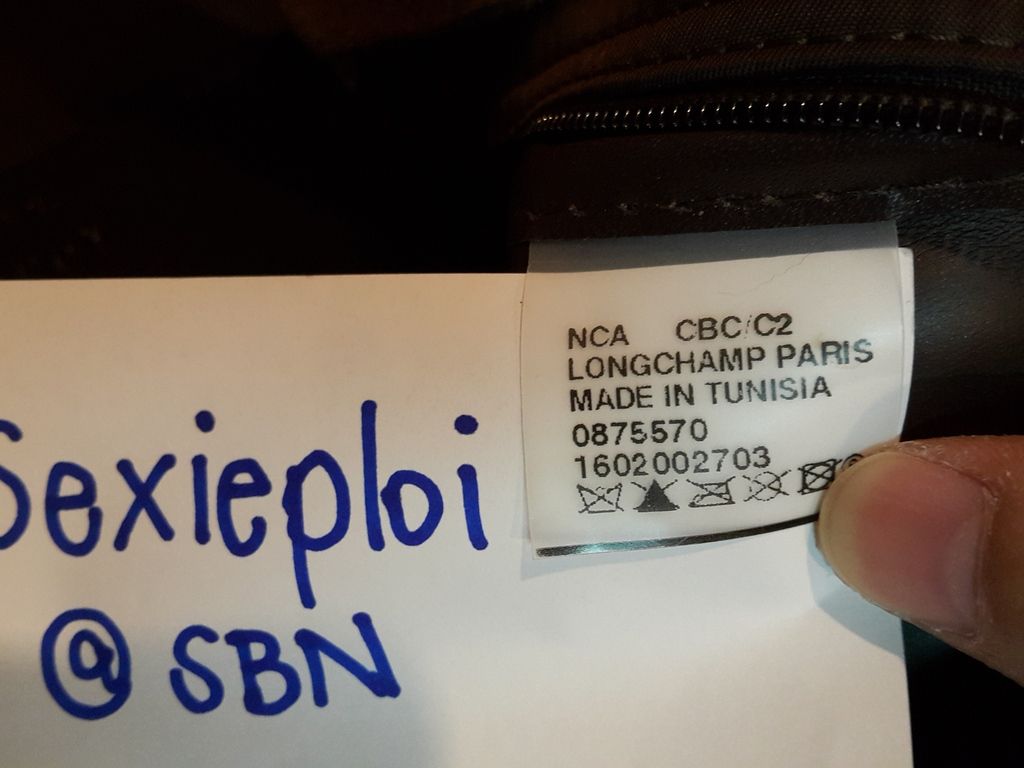 NCA CBC/C2
LONGCHAMP PARIS
MADE IN TUNISIA
0875570
1602002703
Sexieploi
@ SBN